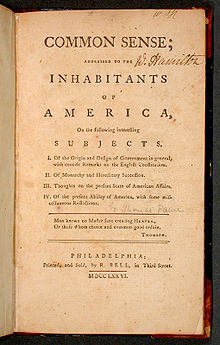 W. Hamilton
COMMON SENSE;
ADDRESSED TO THE
INHABITANTS
OF
AMERICA,
On the following interesting
SUBJECTS.
I. Of the Origin and Design of Government in general,
with concise Remarks on the English Constitution.
II. Of Monarchy and Hereditary Succession.
III. Thoughts on the present State of American Affairs.
IV. Of the present Ability of America, with some mis-
cellaneous Reflections.
Thomas Paine
Man knows no Master save creating HEAVEN,
Or those whom choice and common good ordain.
THOMSON.
PHILADELPHIA;
Printed, and Sold, by R. BELL, in Third-Street.
MDCCLXXVI.